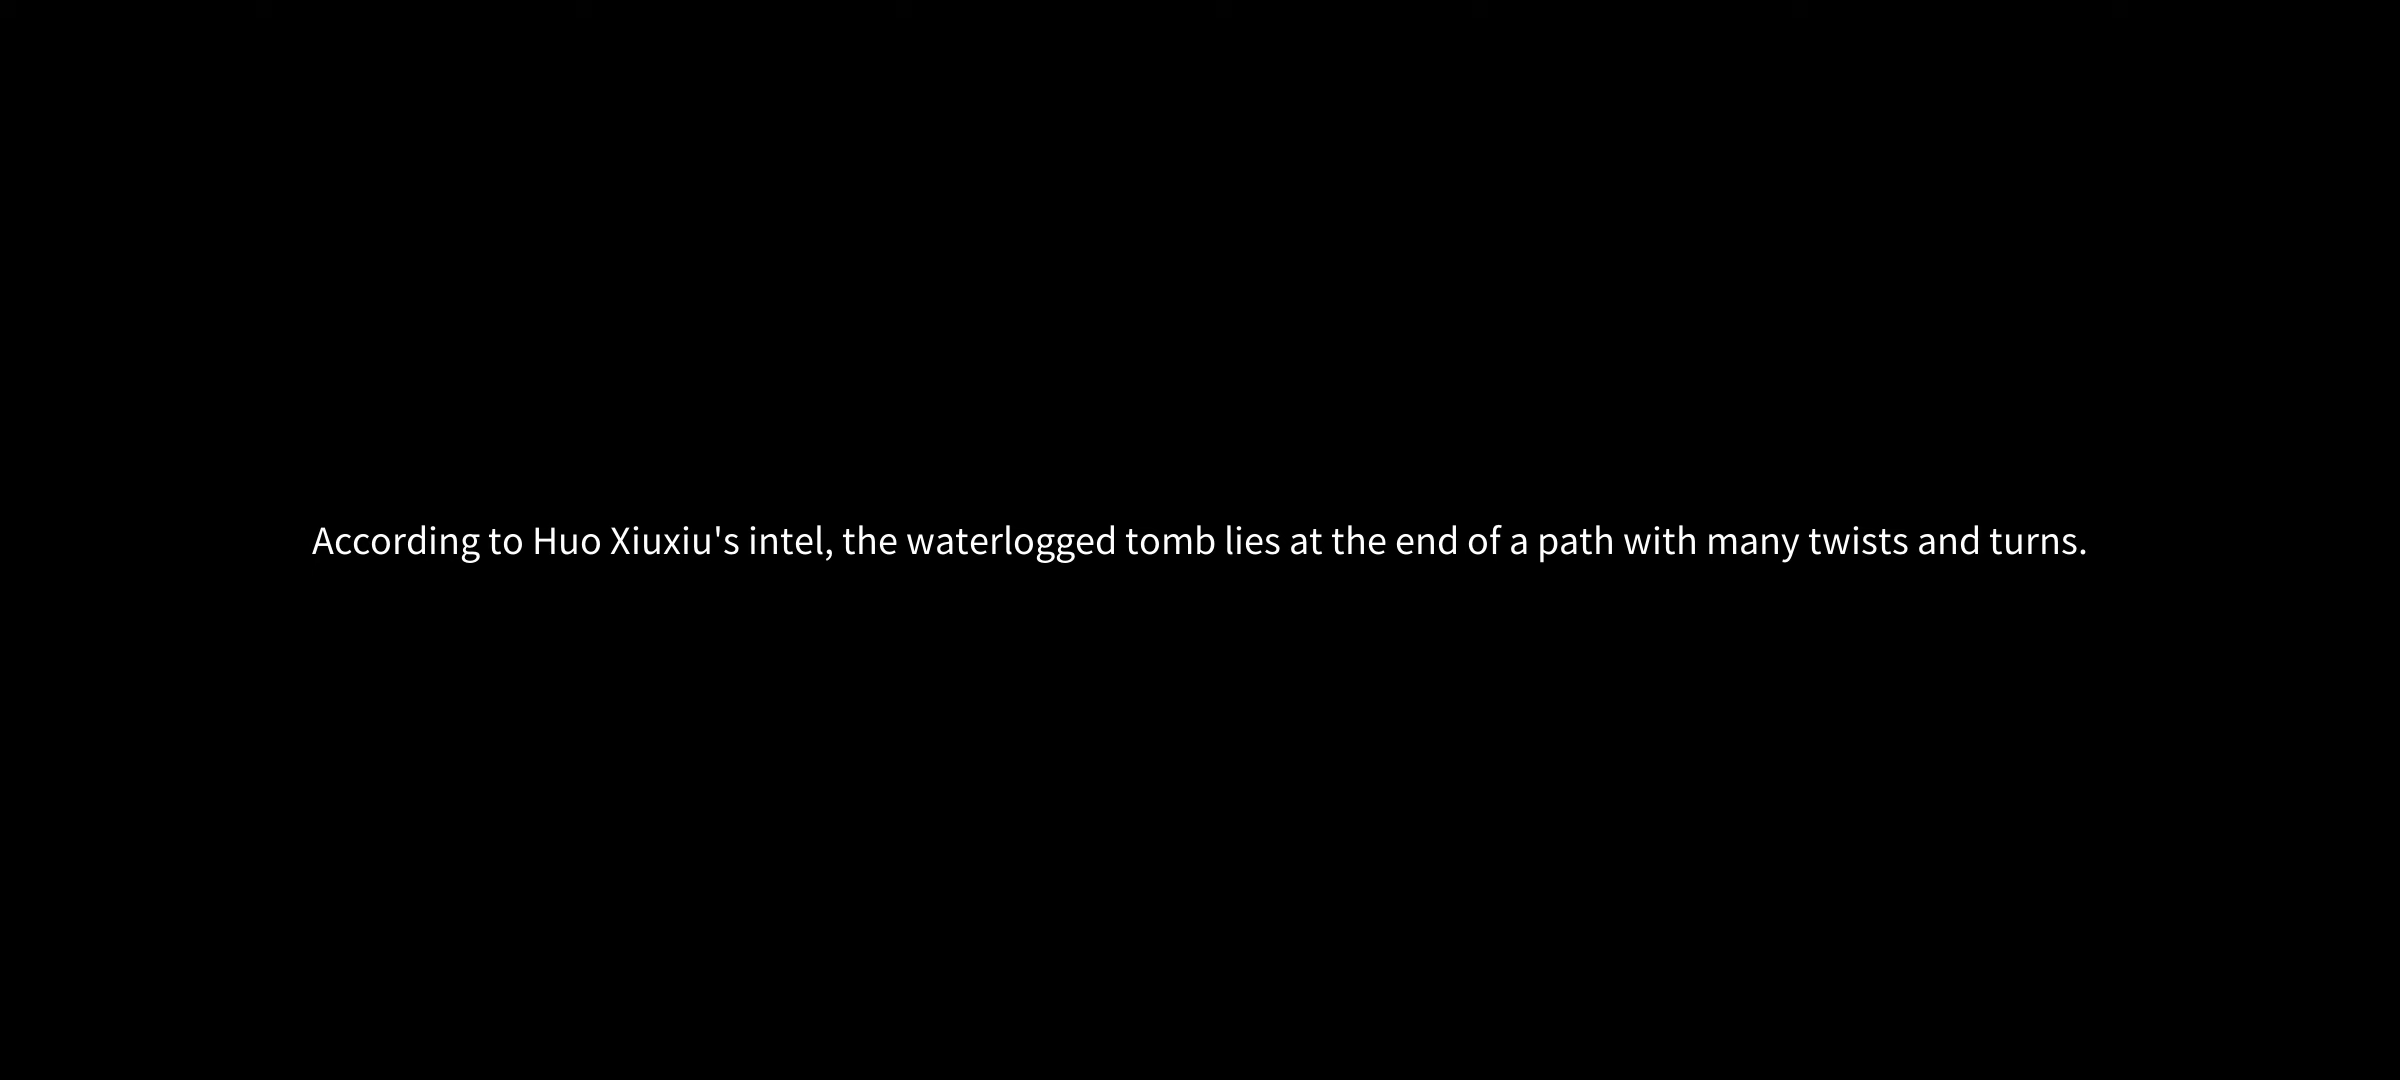 According to Huo Xiuxiu's intel, the waterlogged tomb lies at the end of a path with many twists and turns.